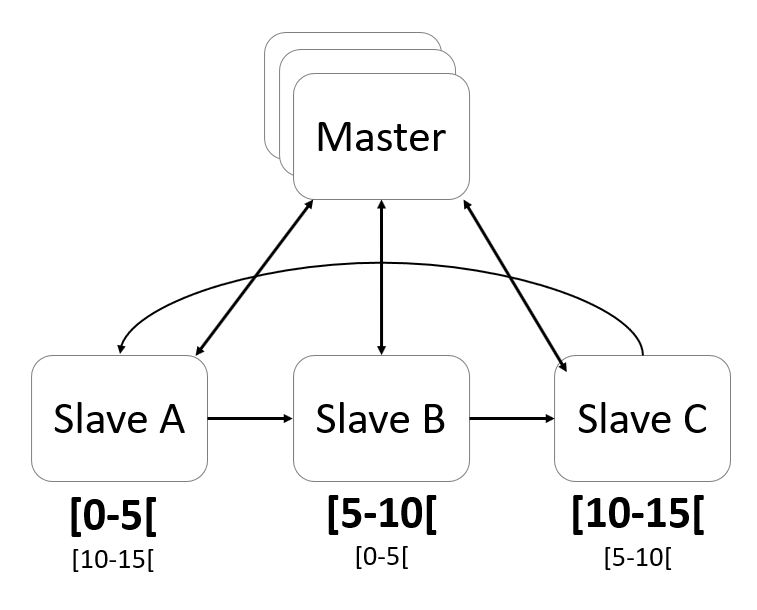 Master
Slave A
Slave B
Slave C
[0-5[
[5-10[
[10-15[
[10-15[
[0-5[
[5-10[